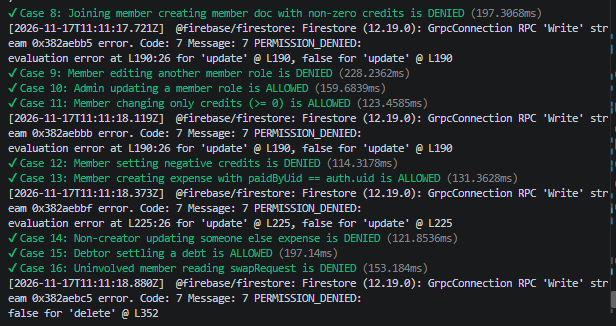 ✓ Case 8: Joining member creating member doc with non-zero credits is DENIED (197.3068ms)
[2026-11-17T11:11:17.721Z]  @firebase/firestore: Firestore (12.19.0): GrpcConnection RPC 'Write' str
eam 0x382aebb5 error. Code: 7 Message: 7 PERMISSION_DENIED:
evaluation error at L190:26 for 'update' @ L190, false for 'update' @ L190
✓ Case 9: Member editing another member role is DENIED (228.2362ms)
✓ Case 10: Admin updating a member role is ALLOWED (159.6839ms)
✓ Case 11: Member changing only credits (>= 0) is ALLOWED (123.4585ms)
[2026-11-17T11:11:18.119Z]  @firebase/firestore: Firestore (12.19.0): GrpcConnection RPC 'Write' str
eam 0x382aebbb error. Code: 7 Message: 7 PERMISSION_DENIED:
evaluation error at L190:26 for 'update' @ L190, false for 'update' @ L190
✓ Case 12: Member setting negative credits is DENIED (114.3178ms)
✓ Case 13: Member creating expense with paidByUid == auth.uid is ALLOWED (131.3628ms)
[2026-11-17T11:11:18.373Z]  @firebase/firestore: Firestore (12.19.0): GrpcConnection RPC 'Write' str
eam 0x382aebbf error. Code: 7 Message: 7 PERMISSION_DENIED:
evaluation error at L225:26 for 'update' @ L225, false for 'update' @ L225
✓ Case 14: Non-creator updating someone else expense is DENIED (121.8536ms)
✓ Case 15: Debtor settling a debt is ALLOWED (197.14ms)
✓ Case 16: Uninvolved member reading swapRequest is DENIED (153.184ms)
[2026-11-17T11:11:18.880Z]  @firebase/firestore: Firestore (12.19.0): GrpcConnection RPC 'Write' str
eam 0x382aebc5 error. Code: 7 Message: 7 PERMISSION_DENIED:
false for 'delete' @ L352